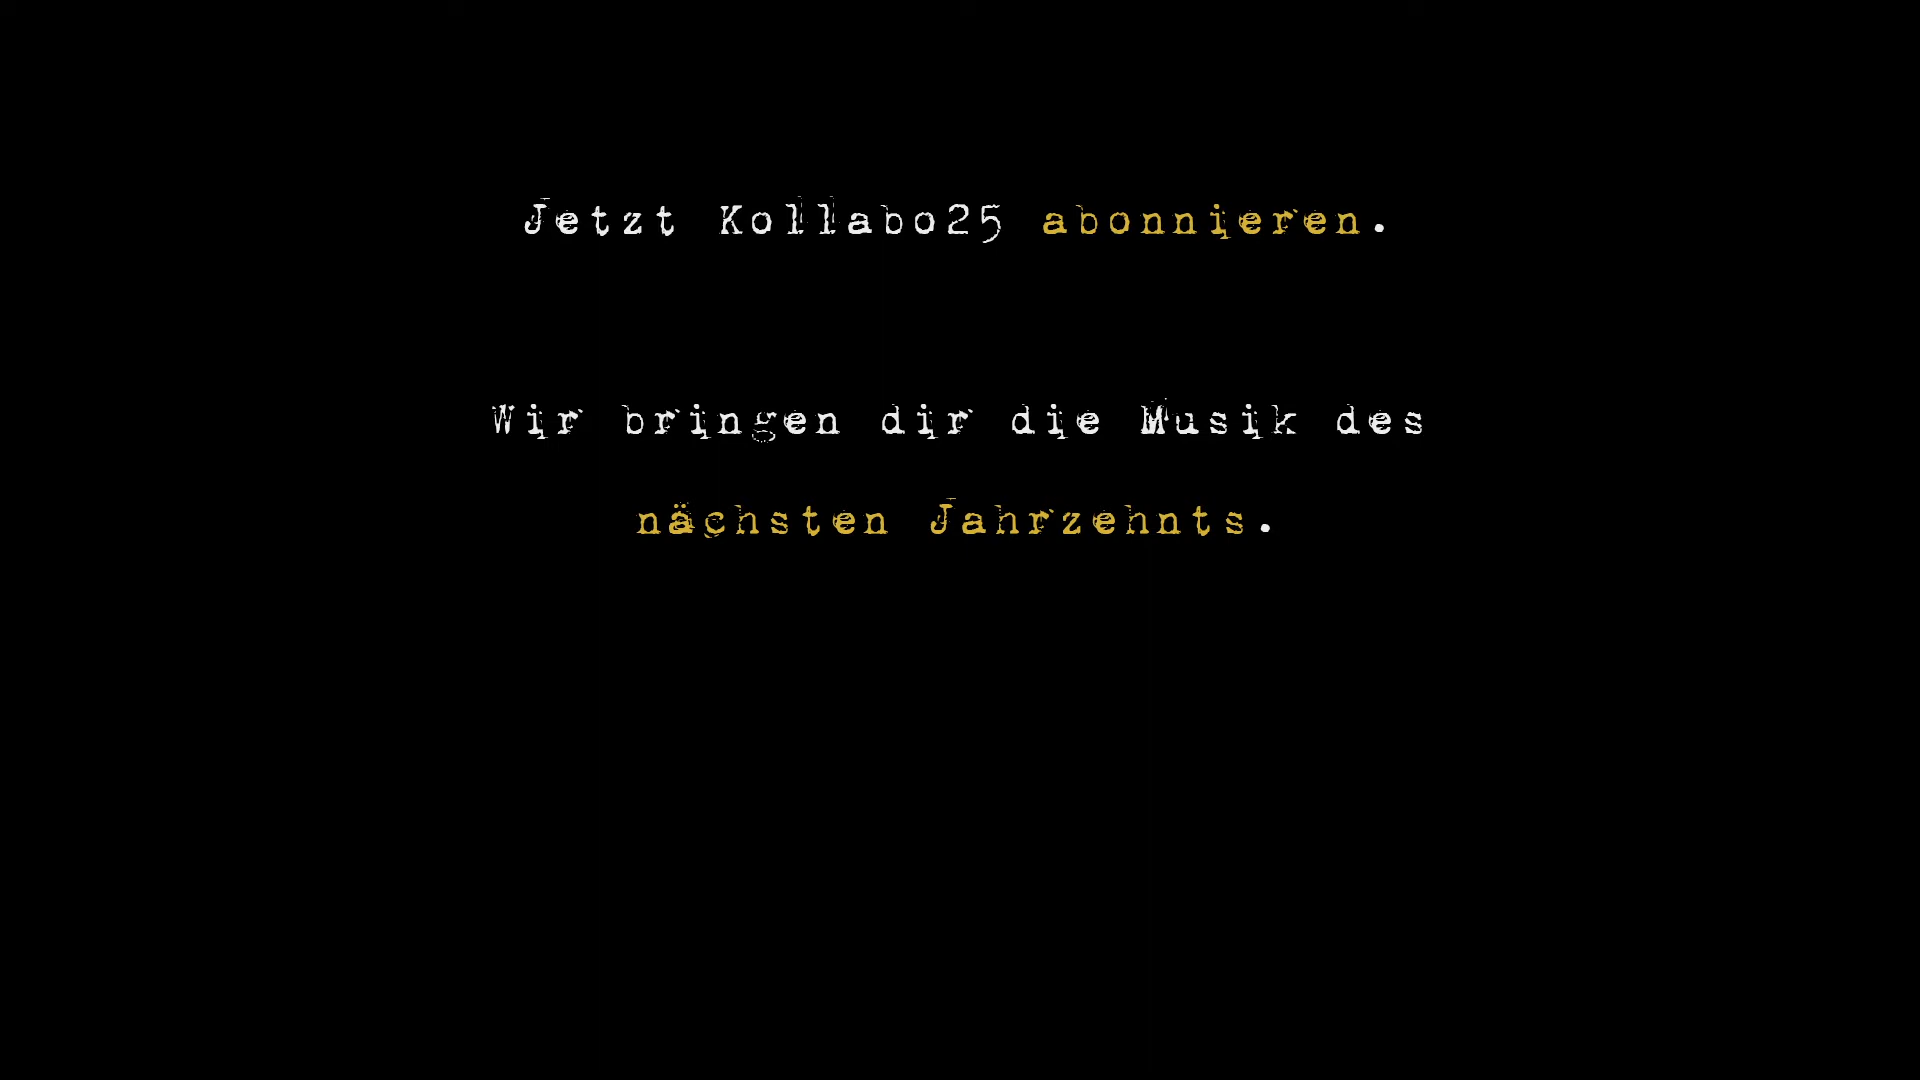 Jetzt Kollabo25 abonnieren.
Wir bringen dir die Musik des
nächsten Jahrzehnts.